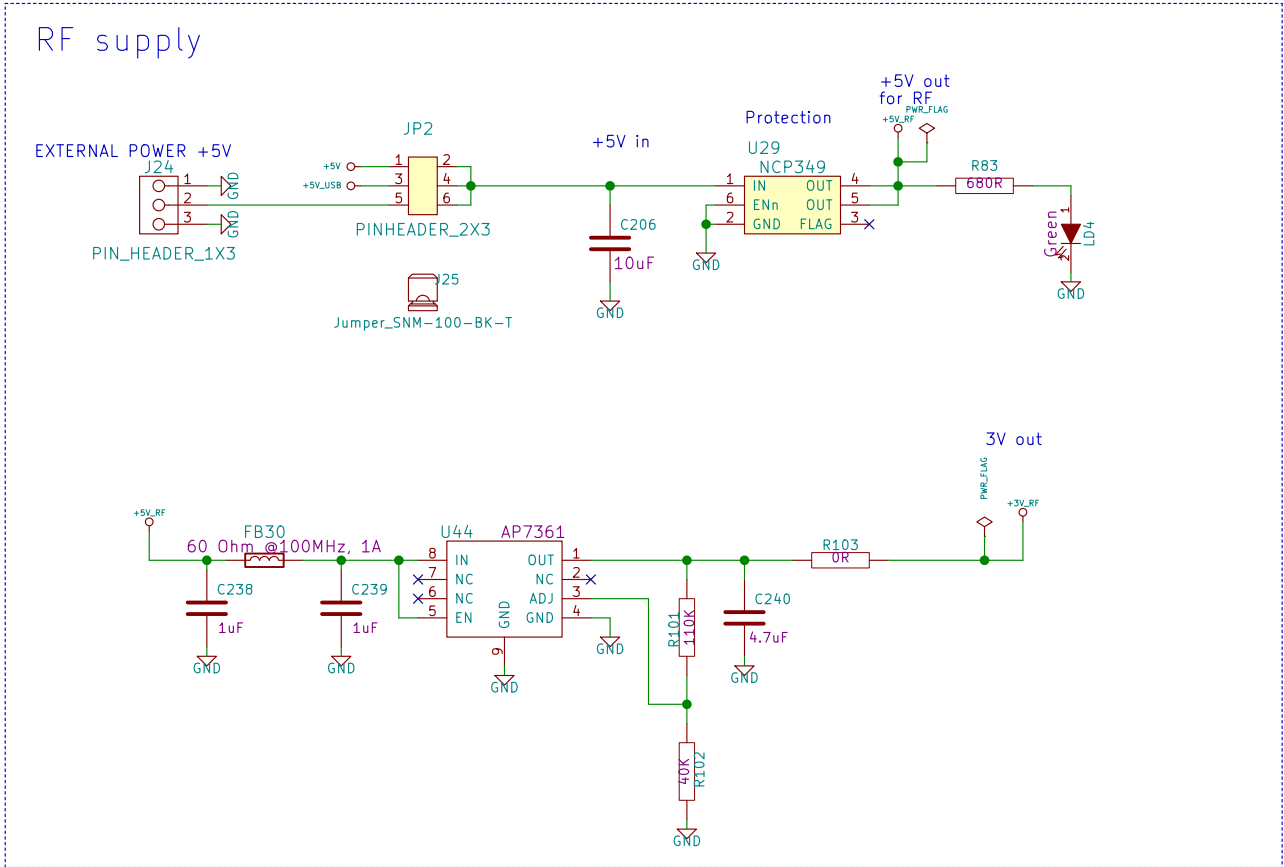 RF supply
+5V out
for RF
PWR_FLAG
+5V_RF
Protection
JP2
+5V in
U29
NCP349
EXTERNAL POWER +5V
J24
+5V
+5V_USB
1
3
5
2
4
6
1
2
3
GND
GND
PIN_HEADER_1X3
PINHEADER_2X3
C206
10uF
GND
1 IN OUT 4
6 ENn OUT 5
2 GND FLAG 3
GND
R83
680R
Green
1
2
LD4
GND
J25
Jumper_SNM-100-BK-T
3V out
PWR_FLAG
+3V_RF
+5V_RF
FB30
60 Ohm @100MHz, 1A
U44
AP7361
8 IN OUT 1
7 NC NC 2
6 NC ADJ 3
5 EN GND GND 4
9
GND
GND
C238
1uF
GND
C239
1uF
GND
R101
110K
C240
4.7uF
GND
R103
0R
R102
40K
GND